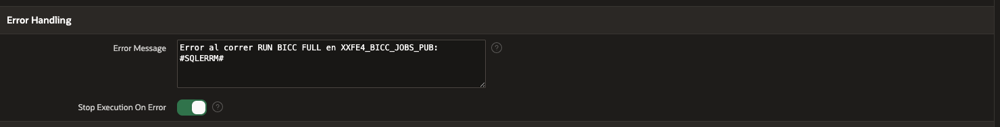 Error Handling
Error Message
Error al correr RUN BICC FULL en XXFE4_BICC_JOBS_PUB:
#SQLERRM#
?
Stop Execution On Error
?